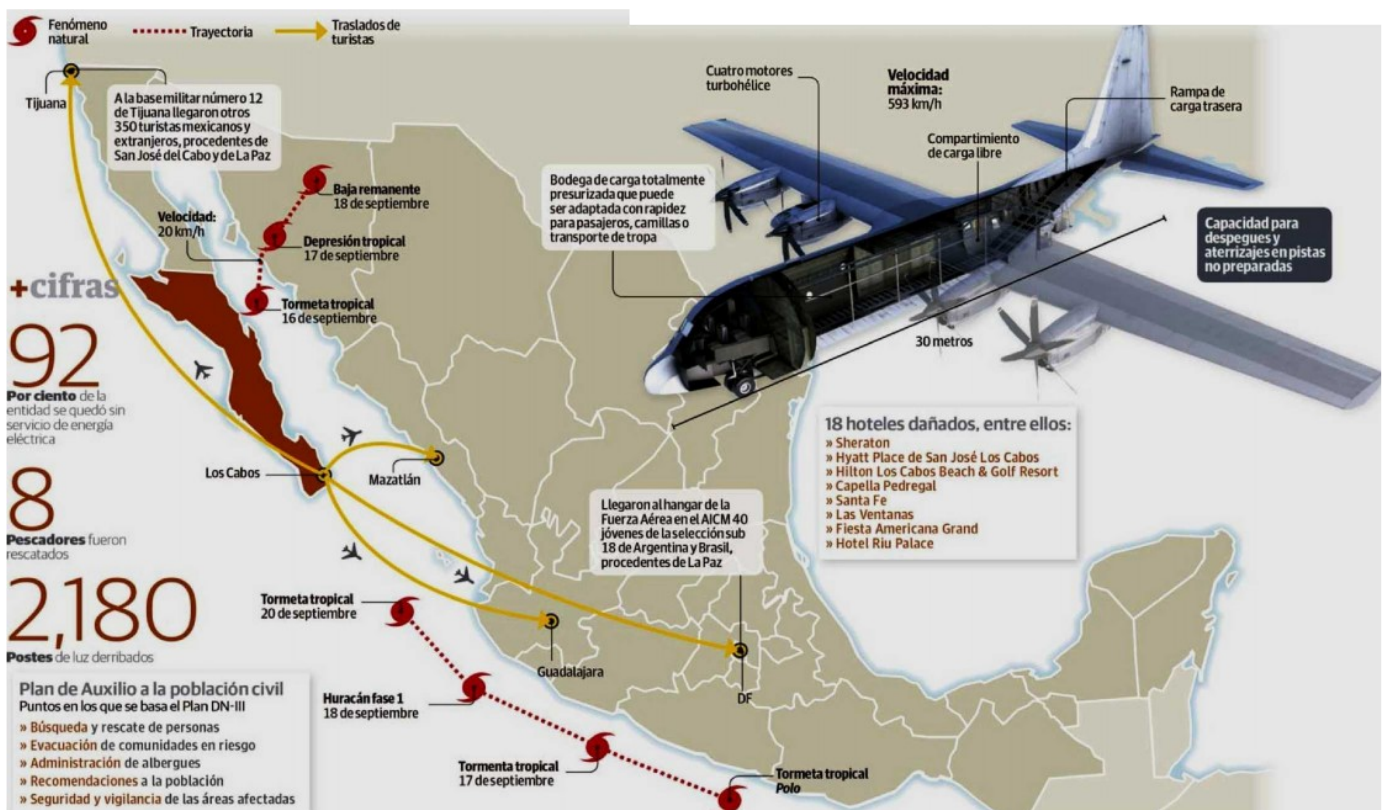 Fenómeno
natural
Trayectoria
Traslados de
turistas
Tijuana
A la base militar número 12
de Tijuana llegaron otros
350 turistas mexicanos y
extranjeros, procedentes de
San José del Cabo y de La Paz
Baja remanente
18 de septiembre
Velocidad:
20 km/h
Depresión tropical
17 de septiembre
Tormeta tropical
16 de septiembre
Cuatro motores
turbohélice
Velocidad
máxima:
593 km/h
Rampa de
carga trasera
Compartimiento
de carga libre
Bodega de carga totalmente
presurizada que puede
ser adaptada con rapidez
para pasajeros, camillas o
transporte de tropa
Capacidad para
despegues y
aterrizajes en pistas
no preparadas
30 metros
+cifras
92
Por ciento de la
entidad se quedó sin
servicio de energía
eléctrica
8
Pescadores fueron
rescatados
2,180
Postes de luz derribados
Los Cabos
Mazatlán
18 hoteles dañados, entre ellos:
» Sheraton
» Hyatt Place de San José Los Cabos
» Hilton Los Cabos Beach & Golf Resort
» Capella Pedregal
» Santa Fe
» Las Ventanas
» Fiesta Americana Grand
» Hotel Riu Palace
Llegaron al hangar de la
Fuerza Aérea en el AICM 40
jóvenes de la selección sub
18 de Argentina y Brasil,
procedentes de La Paz
Guadalajara
DF
Tormeta tropical
20 de septiembre
Huracán fase 1
18 de septiembre
Tormenta tropical
17 de septiembre
Tormeta tropical
Polo
Plan de Auxilio a la población civil
Puntos en los que se basa el Plan DN-III
» Búsqueda y rescate de personas
» Evacuación de comunidades en riesgo
» Administración de albergues
» Recomendaciones a la población
» Seguridad y vigilancia de las áreas afectadas